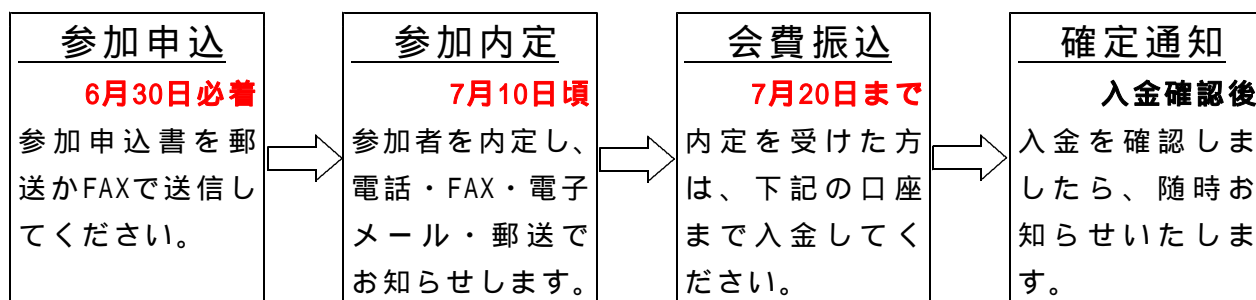 参加申込
6月30日必着
参加申込書を郵
送かFAXで送信し
てください。
参加内定
7月10日頃
参加者を内定し、
電話・FAX・電子
メール・郵送で
お知らせします。
会費振込
7月20日まで
内定を受けた方
は、下記の口座
まで入金してく
ださい。
確定通知
入金確認後
入金を確認しま
したら、随時お
知らせいたしま
す。